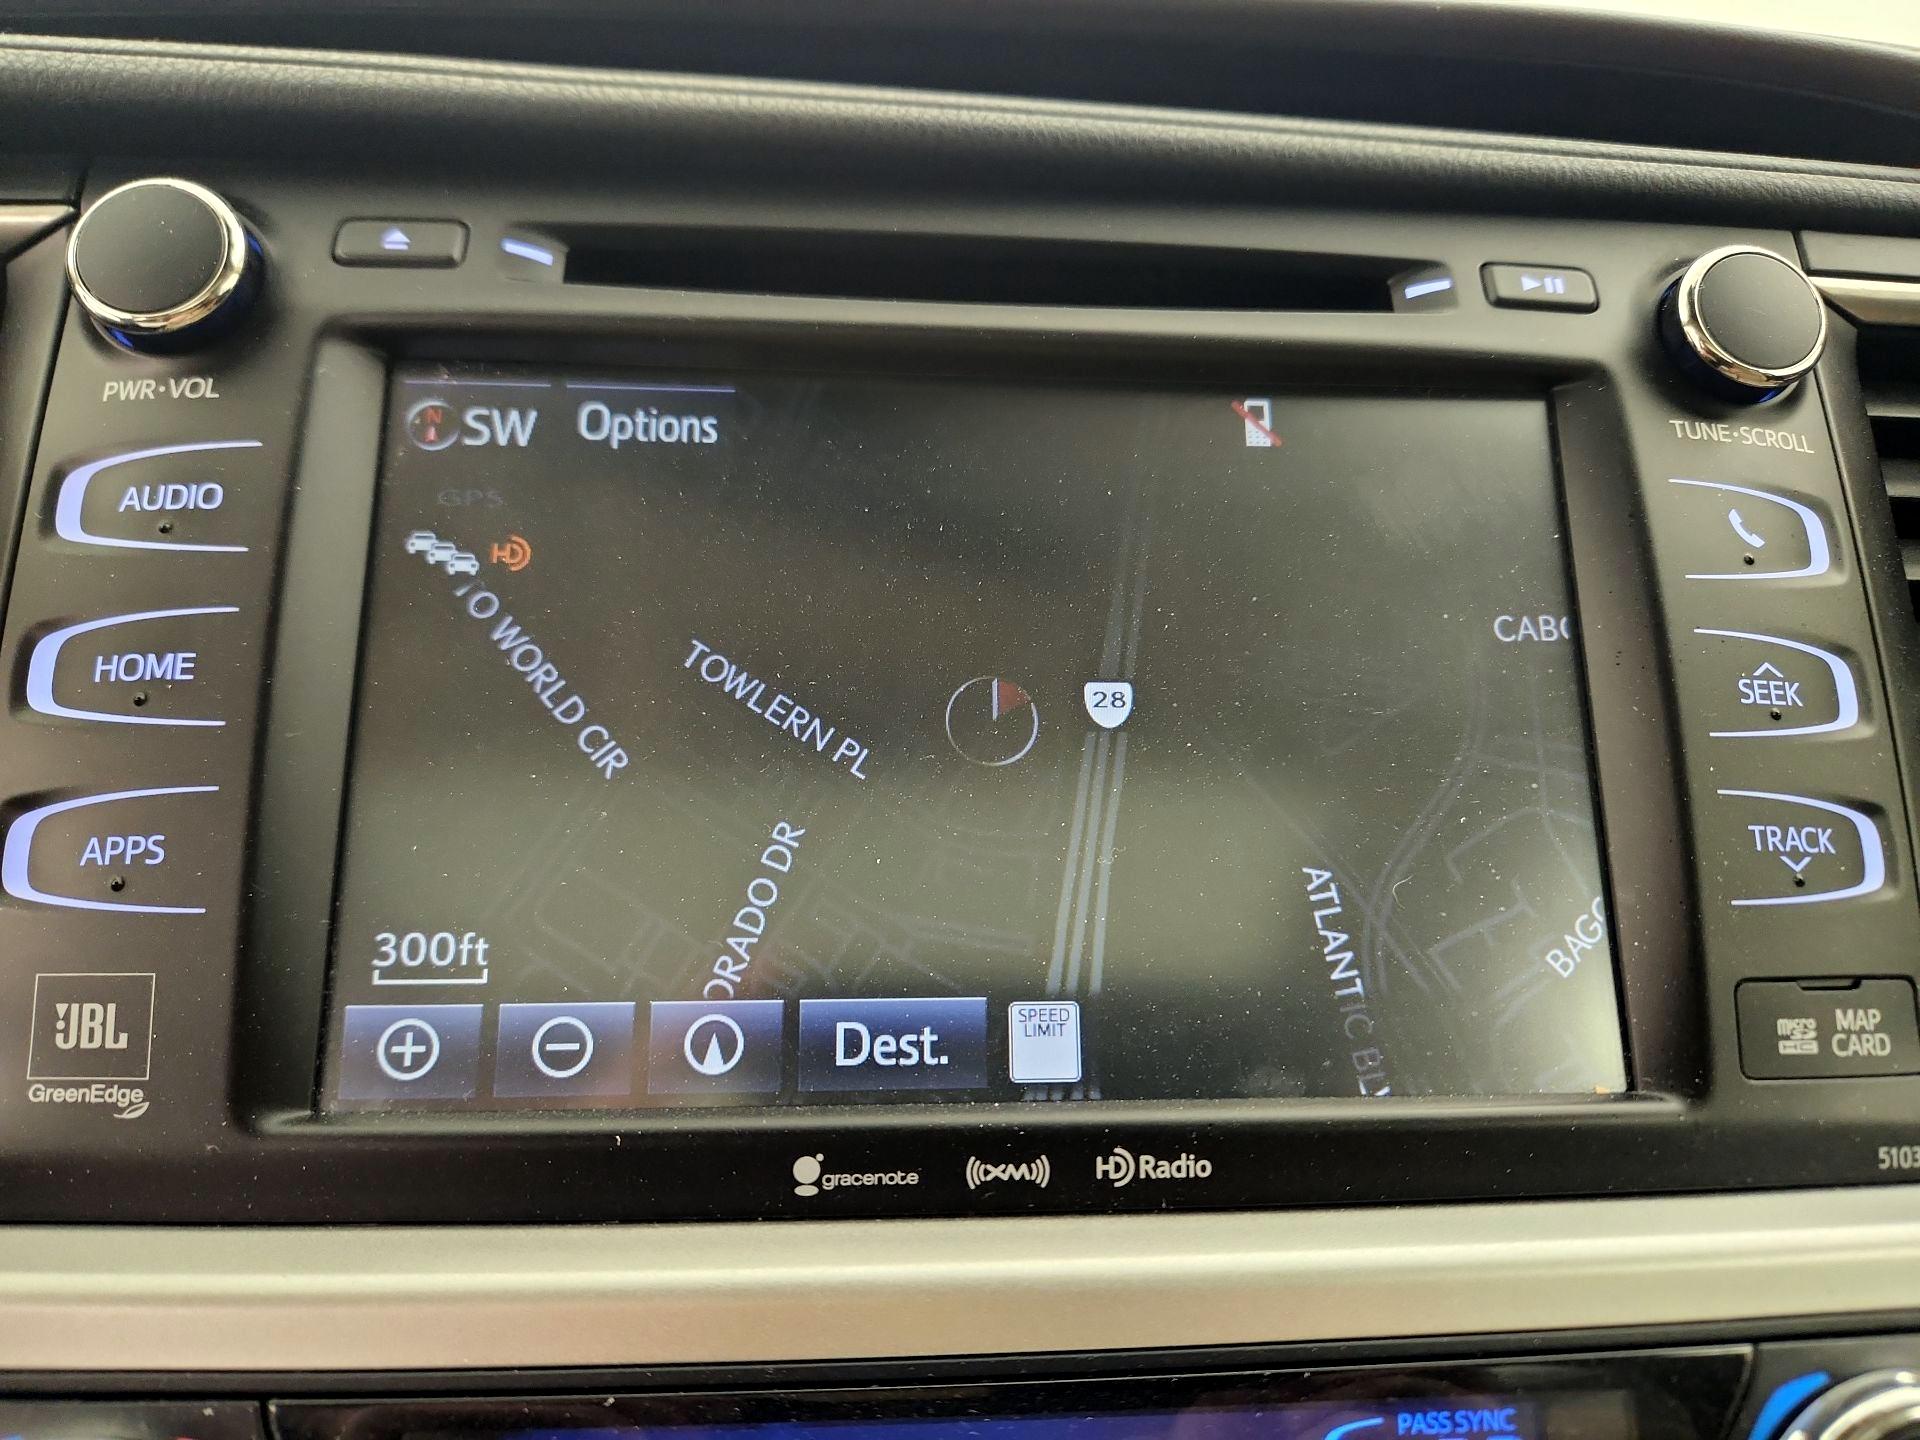 PWR•VOL
TUNE•SCROLL
AUDIO
HOME
APPS
JBL
GreenEdge
N
SW
Options
GPS
HD
TO WORLD CIR
TOWLERN PL
28
CABO
ORADO DR
ATLANTIC BLV
BAGO
300ft
Dest.
SPEED
LIMIT
SEEK
TRACK
micro
HC
MAP
CARD
gracenote
((XM))
HD Radio
5103
PASS SYNC